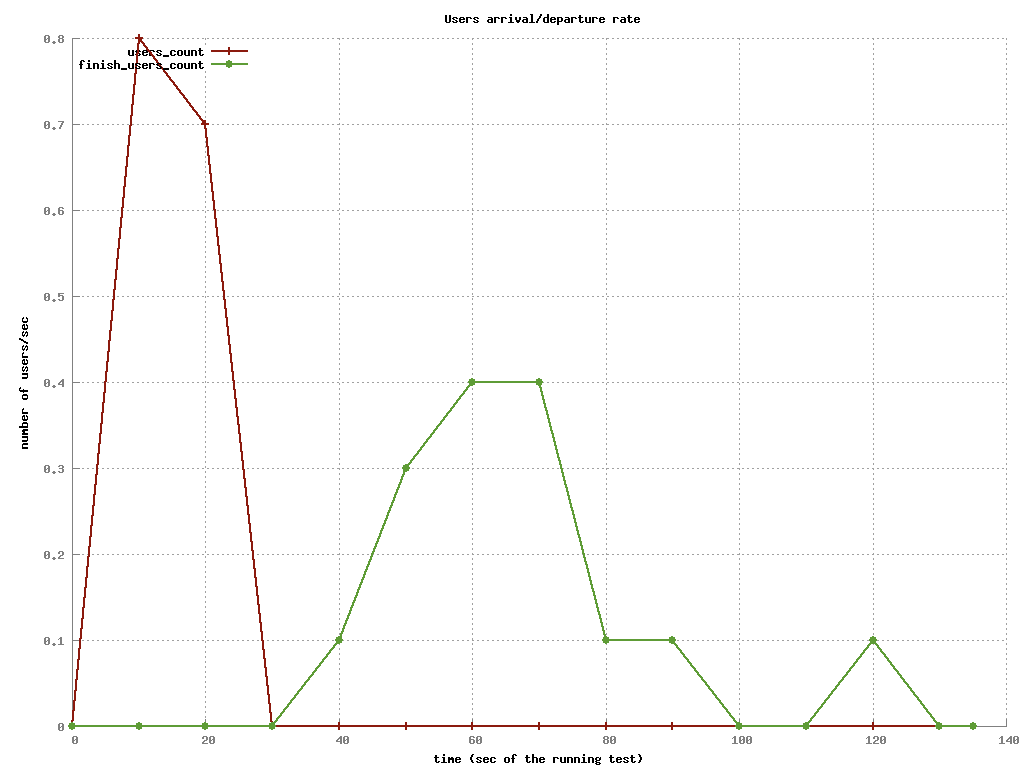 Users arrival/departure rate
users_count
finish_users_count
0.8
0.7
0.6
0.5
0.4
0.3
0.2
0.1
0
number of users/sec
0 20 40 60 80 100 120 140
time (sec of the running test)